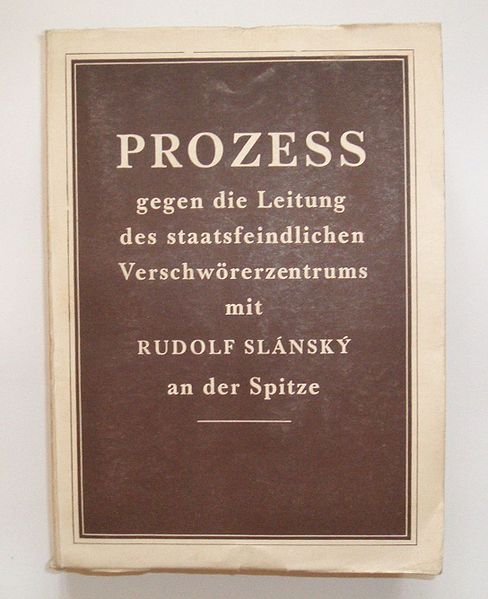 PROZESS
gegen die Leitung
des staatsfeindlichen
Verschwörerzentrums
mit
RUDOLF SLÁNSKÝ
an der Spitze